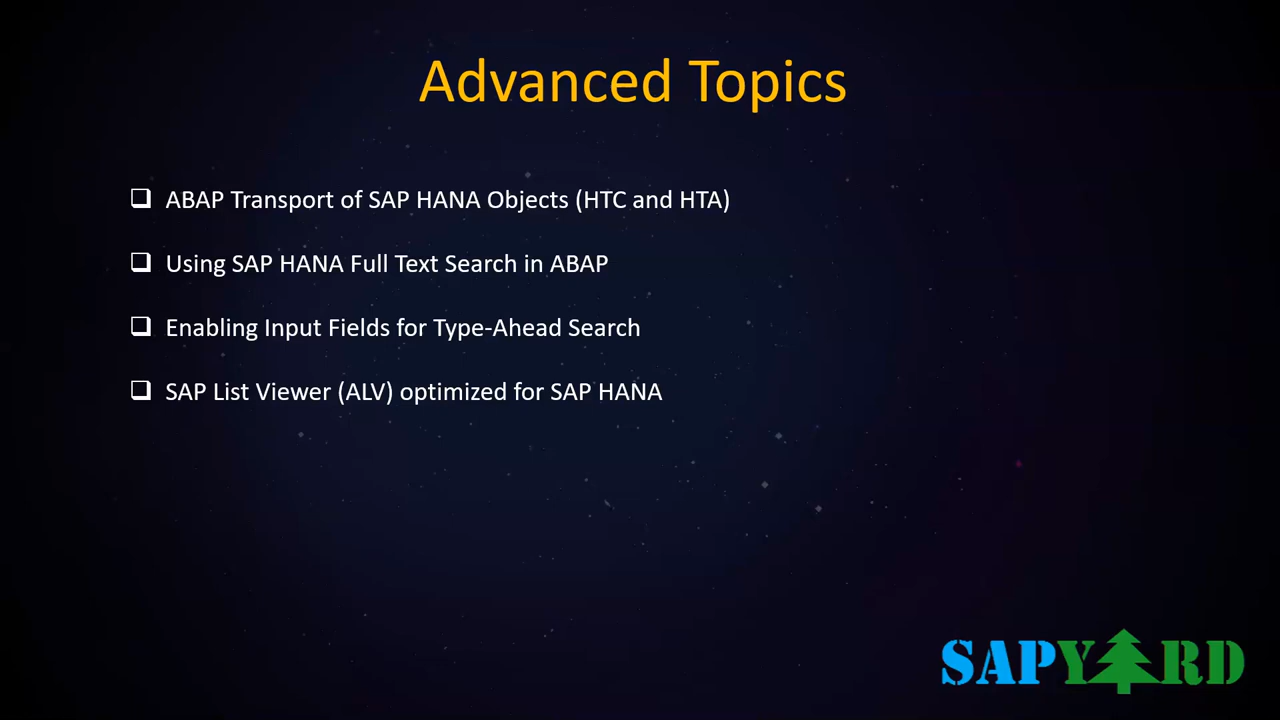 Advanced Topics
ABAP Transport of SAP HANA Objects (HTC and HTA)
Using SAP HANA Full Text Search in ABAP
Enabling Input Fields for Type-Ahead Search
SAP List Viewer (ALV) optimized for SAP HANA
SAPYARD